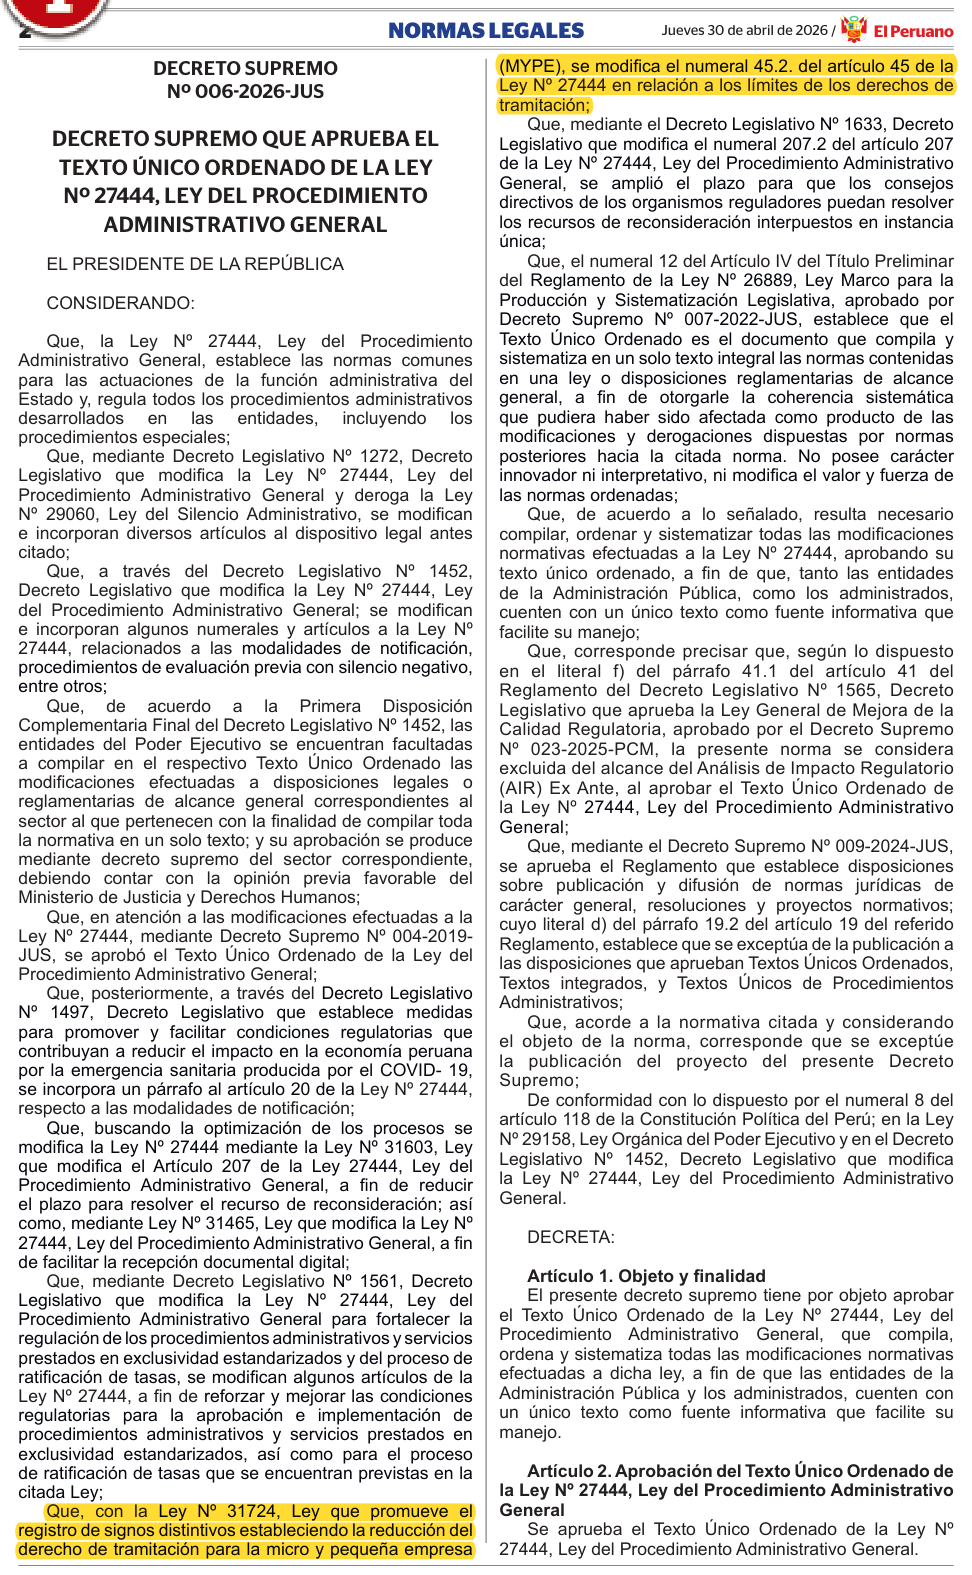 2
NORMAS LEGALES
Jueves 30 de abril de 2026 /
El Peruano
DECRETO SUPREMO
Nº 006-2026-JUS
DECRETO SUPREMO QUE APRUEBA EL
TEXTO ÚNICO ORDENADO DE LA LEY
Nº 27444, LEY DEL PROCEDIMIENTO
ADMINISTRATIVO GENERAL
EL PRESIDENTE DE LA REPÚBLICA
CONSIDERANDO:
Que, la Ley Nº 27444, Ley del Procedimiento
Administrativo General, establece las normas comunes
para las actuaciones de la función administrativa del
Estado y, regula todos los procedimientos administrativos
desarrollados en las entidades, incluyendo los
procedimientos especiales;
Que, mediante Decreto Legislativo Nº 1272, Decreto
Legislativo que modifica la Ley Nº 27444, Ley del
Procedimiento Administrativo General y deroga la Ley
Nº 29060, Ley del Silencio Administrativo, se modifican
e incorporan diversos artículos al dispositivo legal antes
citado;
Que, a través del Decreto Legislativo Nº 1452,
Decreto Legislativo que modifica la Ley Nº 27444, Ley
del Procedimiento Administrativo General; se modifican
e incorporan algunos numerales y artículos a la Ley Nº
27444, relacionados a las modalidades de notificación,
procedimientos de evaluación previa con silencio negativo,
entre otros;
Que, de acuerdo a la Primera Disposición
Complementaria Final del Decreto Legislativo Nº 1452, las
entidades del Poder Ejecutivo se encuentran facultadas
a compilar en el respectivo Texto Único Ordenado las
modificaciones efectuadas a disposiciones legales o
reglamentarias de alcance general correspondientes al
sector al que pertenecen con la finalidad de compilar toda
la normativa en un solo texto; y su aprobación se produce
mediante decreto supremo del sector correspondiente,
debiendo contar con la opinión previa favorable del
Ministerio de Justicia y Derechos Humanos;
Que, en atención a las modificaciones efectuadas a la
Ley Nº 27444, mediante Decreto Supremo Nº 004-2019-
JUS, se aprobó el Texto Único Ordenado de la Ley del
Procedimiento Administrativo General;
Que, posteriormente, a través del Decreto Legislativo
Nº 1497, Decreto Legislativo que establece medidas
para promover y facilitar condiciones regulatorias que
contribuyan a reducir el impacto en la economía peruana
por la emergencia sanitaria producida por el COVID- 19,
se incorpora un párrafo al artículo 20 de la Ley Nº 27444,
respecto a las modalidades de notificación;
Que, buscando la optimización de los procesos se
modifica la Ley Nº 27444 mediante la Ley Nº 31603, Ley
que modifica el Artículo 207 de la Ley 27444, Ley del
Procedimiento Administrativo General, a fin de reducir
el plazo para resolver el recurso de reconsideración; así
como, mediante Ley Nº 31465, Ley que modifica la Ley Nº
27444, Ley del Procedimiento Administrativo General, a fin
de facilitar la recepción documental digital;
Que, mediante Decreto Legislativo Nº 1561, Decreto
Legislativo que modifica la Ley Nº 27444, Ley del
Procedimiento Administrativo General para fortalecer la
regulación de los procedimientos administrativos y servicios
prestados en exclusividad estandarizados y del proceso de
ratificación de tasas, se modifican algunos artículos de la
Ley Nº 27444, a fin de reforzar y mejorar las condiciones
regulatorias para la aprobación e implementación de
procedimientos administrativos y servicios prestados en
exclusividad estandarizados, así como para el proceso
de ratificación de tasas que se encuentran previstas en la
citada Ley;
Que, con la Ley Nº 31724, Ley que promueve el
registro de signos distintivos estableciendo la reducción del
derecho de tramitación para la micro y pequeña empresa
(MYPE), se modifica el numeral 45.2. del artículo 45 de la
Ley Nº 27444 en relación a los límites de los derechos de
tramitación;
Que, mediante el Decreto Legislativo Nº 1633, Decreto
Legislativo que modifica el numeral 207.2 del artículo 207
de la Ley Nº 27444, Ley del Procedimiento Administrativo
General, se amplió el plazo para que los consejos
directivos de los organismos reguladores puedan resolver
los recursos de reconsideración interpuestos en instancia
única;
Que, el numeral 12 del Artículo IV del Título Preliminar
del Reglamento de la Ley Nº 26889, Ley Marco para la
Producción y Sistematización Legislativa, aprobado por
Decreto Supremo Nº 007-2022-JUS, establece que el
Texto Único Ordenado es el documento que compila y
sistematiza en un solo texto integral las normas contenidas
en una ley o disposiciones reglamentarias de alcance
general, a fin de otorgarle la coherencia sistemática
que pudiera haber sido afectada como producto de las
modificaciones y derogaciones dispuestas por normas
posteriores hacia la citada norma. No posee carácter
innovador ni interpretativo, ni modifica el valor y fuerza de
las normas ordenadas;
Que, de acuerdo a lo señalado, resulta necesario
compilar, ordenar y sistematizar todas las modificaciones
normativas efectuadas a la Ley Nº 27444, aprobando su
texto único ordenado, a fin de que, tanto las entidades
de la Administración Pública, como los administrados,
cuenten con un único texto como fuente informativa que
facilite su manejo;
Que, corresponde precisar que, según lo dispuesto
en el literal f) del párrafo 41.1 del artículo 41 del
Reglamento del Decreto Legislativo Nº 1565, Decreto
Legislativo que aprueba la Ley General de Mejora de la
Calidad Regulatoria, aprobado por el Decreto Supremo
Nº 023-2025-PCM, la presente norma se considera
excluida del alcance del Análisis de Impacto Regulatorio
(AIR) Ex Ante, al aprobar el Texto Único Ordenado de
la Ley Nº 27444, Ley del Procedimiento Administrativo
General;
Que, mediante el Decreto Supremo Nº 009-2024-JUS,
se aprueba el Reglamento que establece disposiciones
sobre publicación y difusión de normas jurídicas de
carácter general, resoluciones y proyectos normativos;
cuyo literal d) del párrafo 19.2 del artículo 19 del referido
Reglamento, establece que se exceptúa de la publicación a
las disposiciones que aprueban Textos Únicos Ordenados,
Textos integrados, y Textos Únicos de Procedimientos
Administrativos;
Que, acorde a la normativa citada y considerando
el objeto de la norma, corresponde que se exceptúe
la publicación del proyecto del presente Decreto
Supremo;
De conformidad con lo dispuesto por el numeral 8 del
artículo 118 de la Constitución Política del Perú; en la Ley
Nº 29158, Ley Orgánica del Poder Ejecutivo y en el Decreto
Legislativo Nº 1452, Decreto Legislativo que modifica
la Ley Nº 27444, Ley del Procedimiento Administrativo
General.
DECRETA:
Artículo 1. Objeto y finalidad
El presente decreto supremo tiene por objeto aprobar
el Texto Único Ordenado de la Ley Nº 27444, Ley del
Procedimiento Administrativo General, que compila,
ordena y sistematiza todas las modificaciones normativas
efectuadas a dicha ley, a fin de que las entidades de la
Administración Pública y los administrados, cuenten con
un único texto como fuente informativa que facilite su
manejo.
Artículo 2. Aprobación del Texto Único Ordenado de
la Ley Nº 27444, Ley del Procedimiento Administrativo
General
Se aprueba el Texto Único Ordenado de la Ley Nº
27444, Ley del Procedimiento Administrativo General.